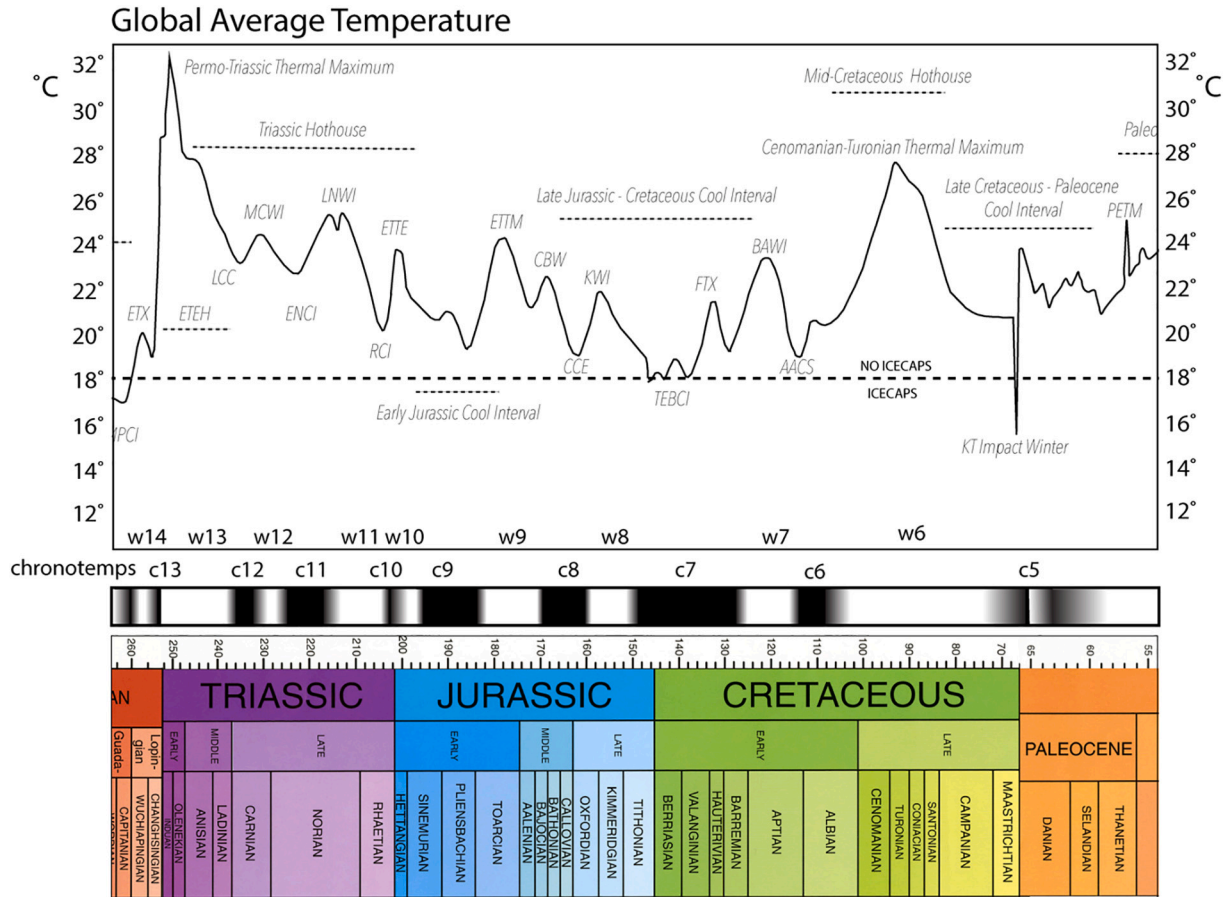 Global Average Temperature
°C
32°
30°
28°
26°
24°
22°
20°
18°
16°
14°
12°
Permo-Triassic Thermal Maximum
Triassic Hothouse
LNWI
MCWI
ETTE
LCC
ENCI
ETX
ETEH
RCI
IPCI
Early Jurassic Cool Interval
ETTM
CBW
Late Jurassic - Cretaceous Cool Interval
KWI
CCE
TEBCI
FTX
BAWI
AACS
Mid-Cretaceous Hothouse
Cenomanian-Turonian Thermal Maximum
Late Cretaceous - Paleocene
Cool Interval
NO ICECAPS
ICECAPS
KT Impact Winter
Paleo
PETM
°C
32°
30°
28°
26°
24°
22°
20°
18°
16°
14°
12°
w14 w13 w12 w11 w10 w9 w8 w7 w6
chronotemps c13 c12 c11 c10 c9 c8 c7 c6 c5
260 250 240 230 220 210 200 190 180 170 160 150 140 130 120 110 100 90 80 70 65 60 55
AN TRIASSIC JURASSIC CRETACEOUS
Guada-
Lopin-
gian
EARLY MIDDLE LATE EARLY MIDDLE LATE EARLY LATE PALEOCENE
CAPITANIAN WUCHIAPINGIAN CHANGHSINGIAN INDUAN OLENEKIAN ANISIAN LADINIAN CARNIAN NORIAN RHAETIAN HETTANGIAN SINEMURIAN PLIENSBACHIAN TOARCIAN AALENIAN BAJOCIAN BATHONIAN CALLOVIAN OXFORDIAN KIMMERIDGIAN TITHONIAN BERRIASIAN VALANGINIAN HAUTERIVIAN BARREMIAN APTIAN ALBIAN CENOMANIAN TURONIAN CONIACIAN SANTONIAN CAMPANIAN MAASTRICHTIAN DANIAN SELANDIAN THANETIAN